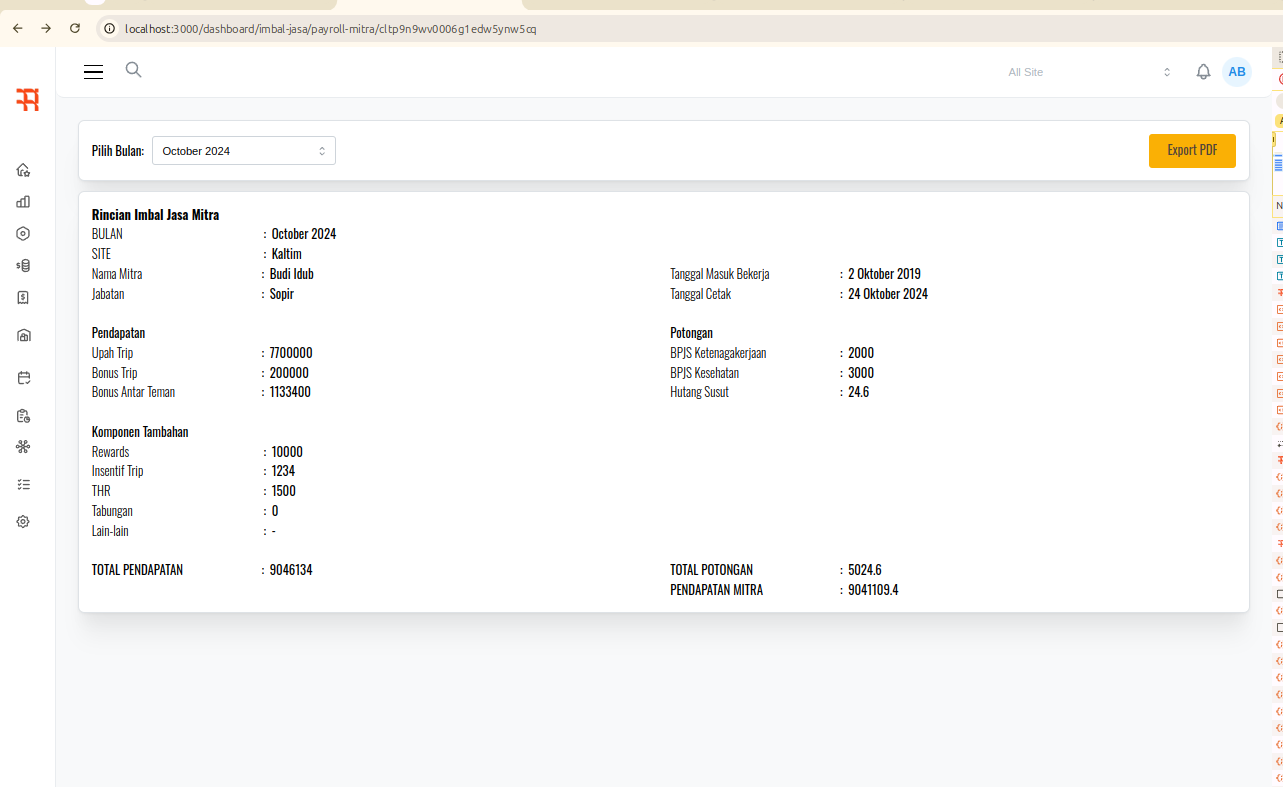 localhost:3000/dashboard/imbal-jasa/payroll-mitra/cltp9n9wv0006g1edw5ynw5cq
All Site
AB
Pilih Bulan: October 2024 Export PDF
Rincian Imbal Jasa Mitra
BULAN : October 2024
SITE : Kaltim
Nama Mitra : Budi Idub Tanggal Masuk Bekerja : 2 Oktober 2019
Jabatan : Sopir Tanggal Cetak : 24 Oktober 2024
Pendapatan Potongan
Upah Trip : 7700000 BPJS Ketenagakerjaan : 2000
Bonus Trip : 200000 BPJS Kesehatan : 3000
Bonus Antar Teman : 1133400 Hutang Susut : 24.6
Komponen Tambahan
Rewards : 10000
Insentif Trip : 1234
THR : 1500
Tabungan : 0
Lain-lain : -
TOTAL PENDAPATAN : 9046134 TOTAL POTONGAN : 5024.6
PENDAPATAN MITRA : 9041109.4